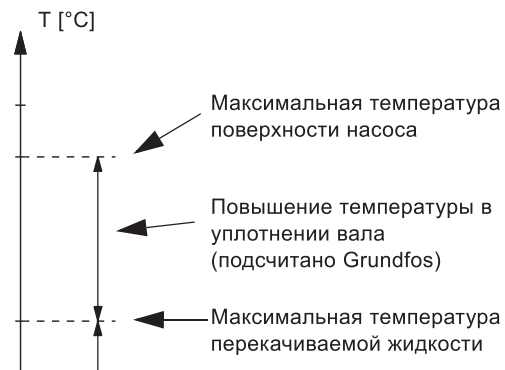 T [°C]
Максимальная температура
поверхности насоса
Повышение температуры в
уплотнении вала
(подсчитано Grundfos)
Максимальная температура
перекачиваемой жидкости